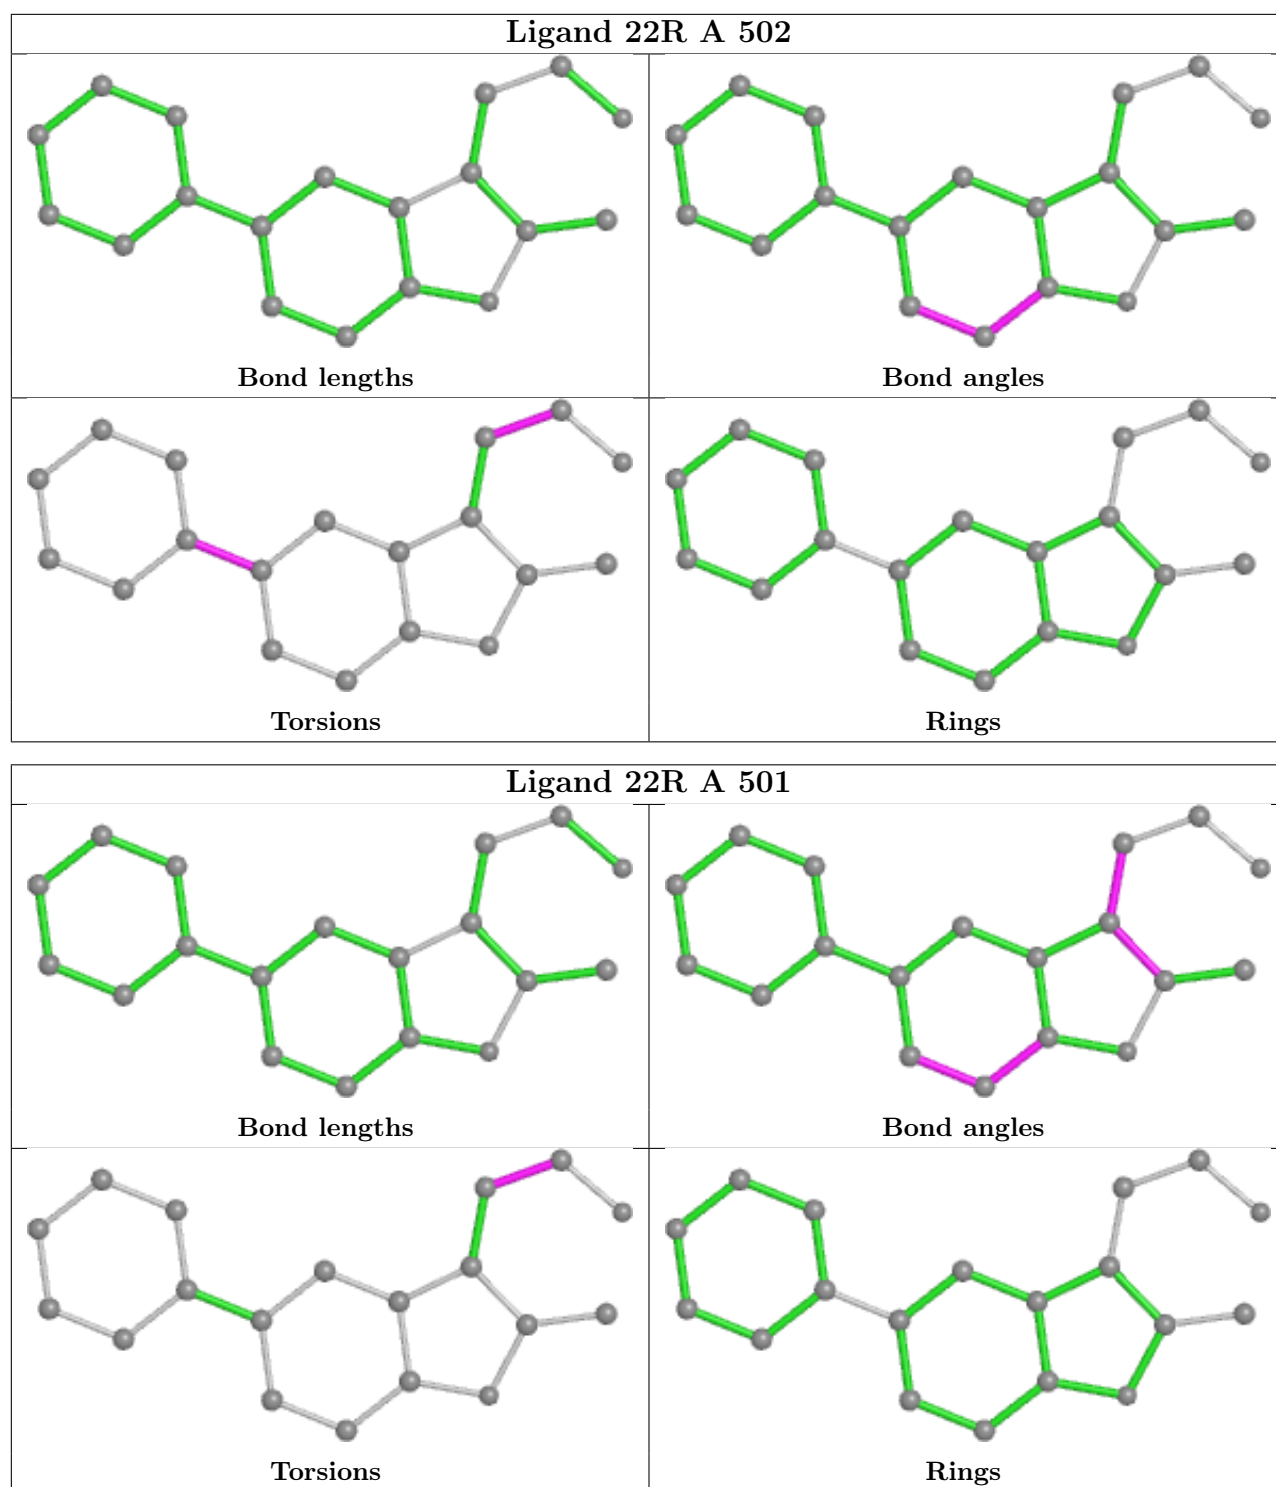 Ligand 22R A 502
Bond lengths
Bond angles
Torsions
Rings
Ligand 22R A 501
Bond lengths
Bond angles
Torsions
Rings